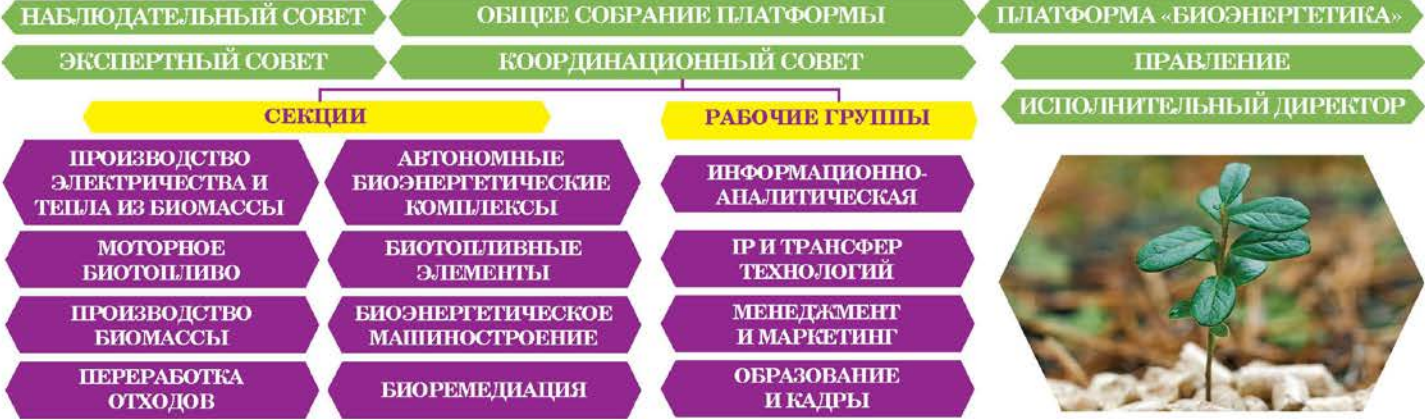 НАБЛЮДАТЕЛЬНЫЙ СОВЕТ
ОБЩЕЕ СОБРАНИЕ ПЛАТФОРМЫ
ПЛАТФОРМА «БИОЭНЕРГЕТИКА»
ЭКСПЕРТНЫЙ СОВЕТ
КООРДИНАЦИОННЫЙ СОВЕТ
ПРАВЛЕНИЕ
ИСПОЛНИТЕЛЬНЫЙ ДИРЕКТОР
СЕКЦИИ
ПРОИЗВОДСТВО
ЭЛЕКТРИЧЕСТВА И
ТЕПЛА ИЗ БИОМАССЫ
МОТОРНОЕ
БИОТОПЛИВО
ПРОИЗВОДСТВО
БИОМАССЫ
ПЕРЕРАБОТКА
ОТХОДОВ
АВТОНОМНЫЕ
БИОЭНЕРГЕТИЧЕСКИЕ
КОМПЛЕКСЫ
БИОТОПЛИВНЫЕ
ЭЛЕМЕНТЫ
БИОЭНЕРГЕТИЧЕСКОЕ
МАШИНОСТРОЕНИЕ
БИОРЕМЕДИАЦИЯ
РАБОЧИЕ ГРУППЫ
ИНФОРМАЦИОННО-
АНАЛИТИЧЕСКАЯ
IP И ТРАНСФЕР
ТЕХНОЛОГИЙ
МЕНЕДЖМЕНТ
И МАРКЕТИНГ
ОБРАЗОВАНИЕ
И КАДРЫ